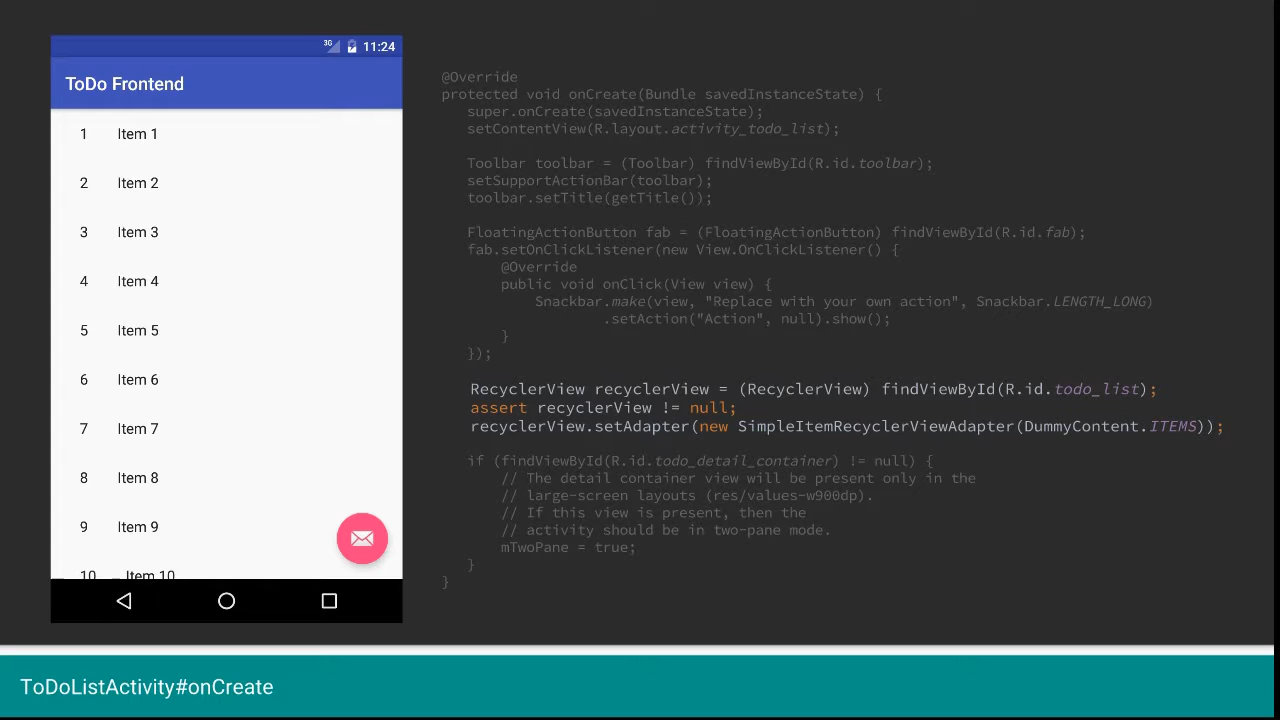 3G 11:24
ToDo Frontend
1 Item 1
2 Item 2
3 Item 3
4 Item 4
5 Item 5
6 Item 6
7 Item 7
8 Item 8
9 Item 9
10 Item 10
@Override
protected void onCreate(Bundle savedInstanceState) {
super.onCreate(savedInstanceState);
setContentView(R.layout.activity_todo_list);
Toolbar toolbar = (Toolbar) findViewById(R.id.toolbar);
setSupportActionBar(toolbar);
toolbar.setTitle(getTitle());
FloatingActionButton fab = (FloatingActionButton) findViewById(R.id.fab);
fab.setOnClickListener(new View.OnClickListener() {
@Override
public void onClick(View view) {
Snackbar.make(view, "Replace with your own action", Snackbar.LENGTH_LONG)
.setAction("Action", null).show();
}
});
RecyclerView recyclerView = (RecyclerView) findViewById(R.id.todo_list);
assert recyclerView != null;
recyclerView.setAdapter(new SimpleItemRecyclerViewAdapter(DummyContent.ITEMS));
if (findViewById(R.id.todo_detail_container) != null) {
// The detail container view will be present only in the
// large-screen layouts (res/values-w900dp).
// If this view is present, then the
// activity should be in two-pane mode.
mTwoPane = true;
}
}
ToDoListActivity#onCreate